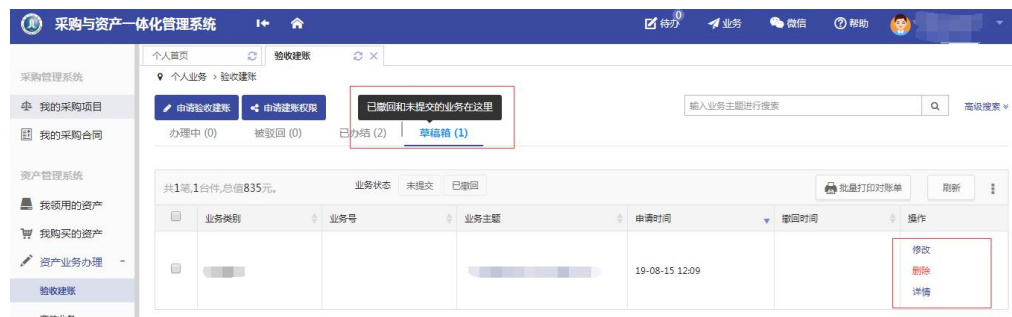 采购与资产一体化管理系统 待办 0 业务 微信 帮助
个人首页 验收建账
采购管理系统
个人业务 > 验收建账
我的采购项目
申请验收建账 申请建账权限 已撤回和未提交的业务在这里 输入业务主题进行搜索 高级搜索
我的采购合同
办理中 (0) 被驳回 (0) 已办结 (2) 草稿箱 (1)
资产管理系统
共1笔,1台件,总值835元。 业务状态 未提交 已撤回 批量打印对账单 刷新
我领用的资产
业务类别 业务号 业务主题 申请时间 撤回时间 操作
我购买的资产
修改
资产业务办理
19-08-15 12:09 删除
验收建账
详情